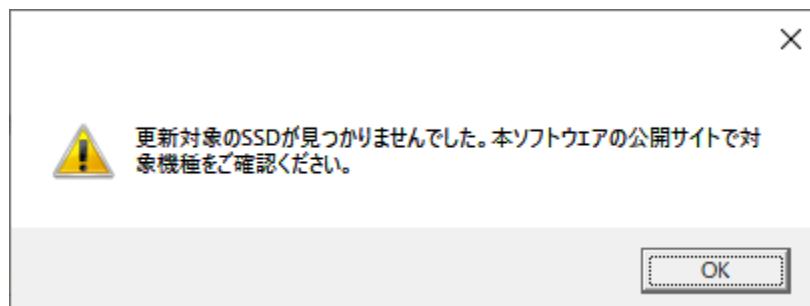 更新対象のSSDが見つかりませんでした。本ソフトウェアの公開サイトで対
象機種をご確認ください。
OK